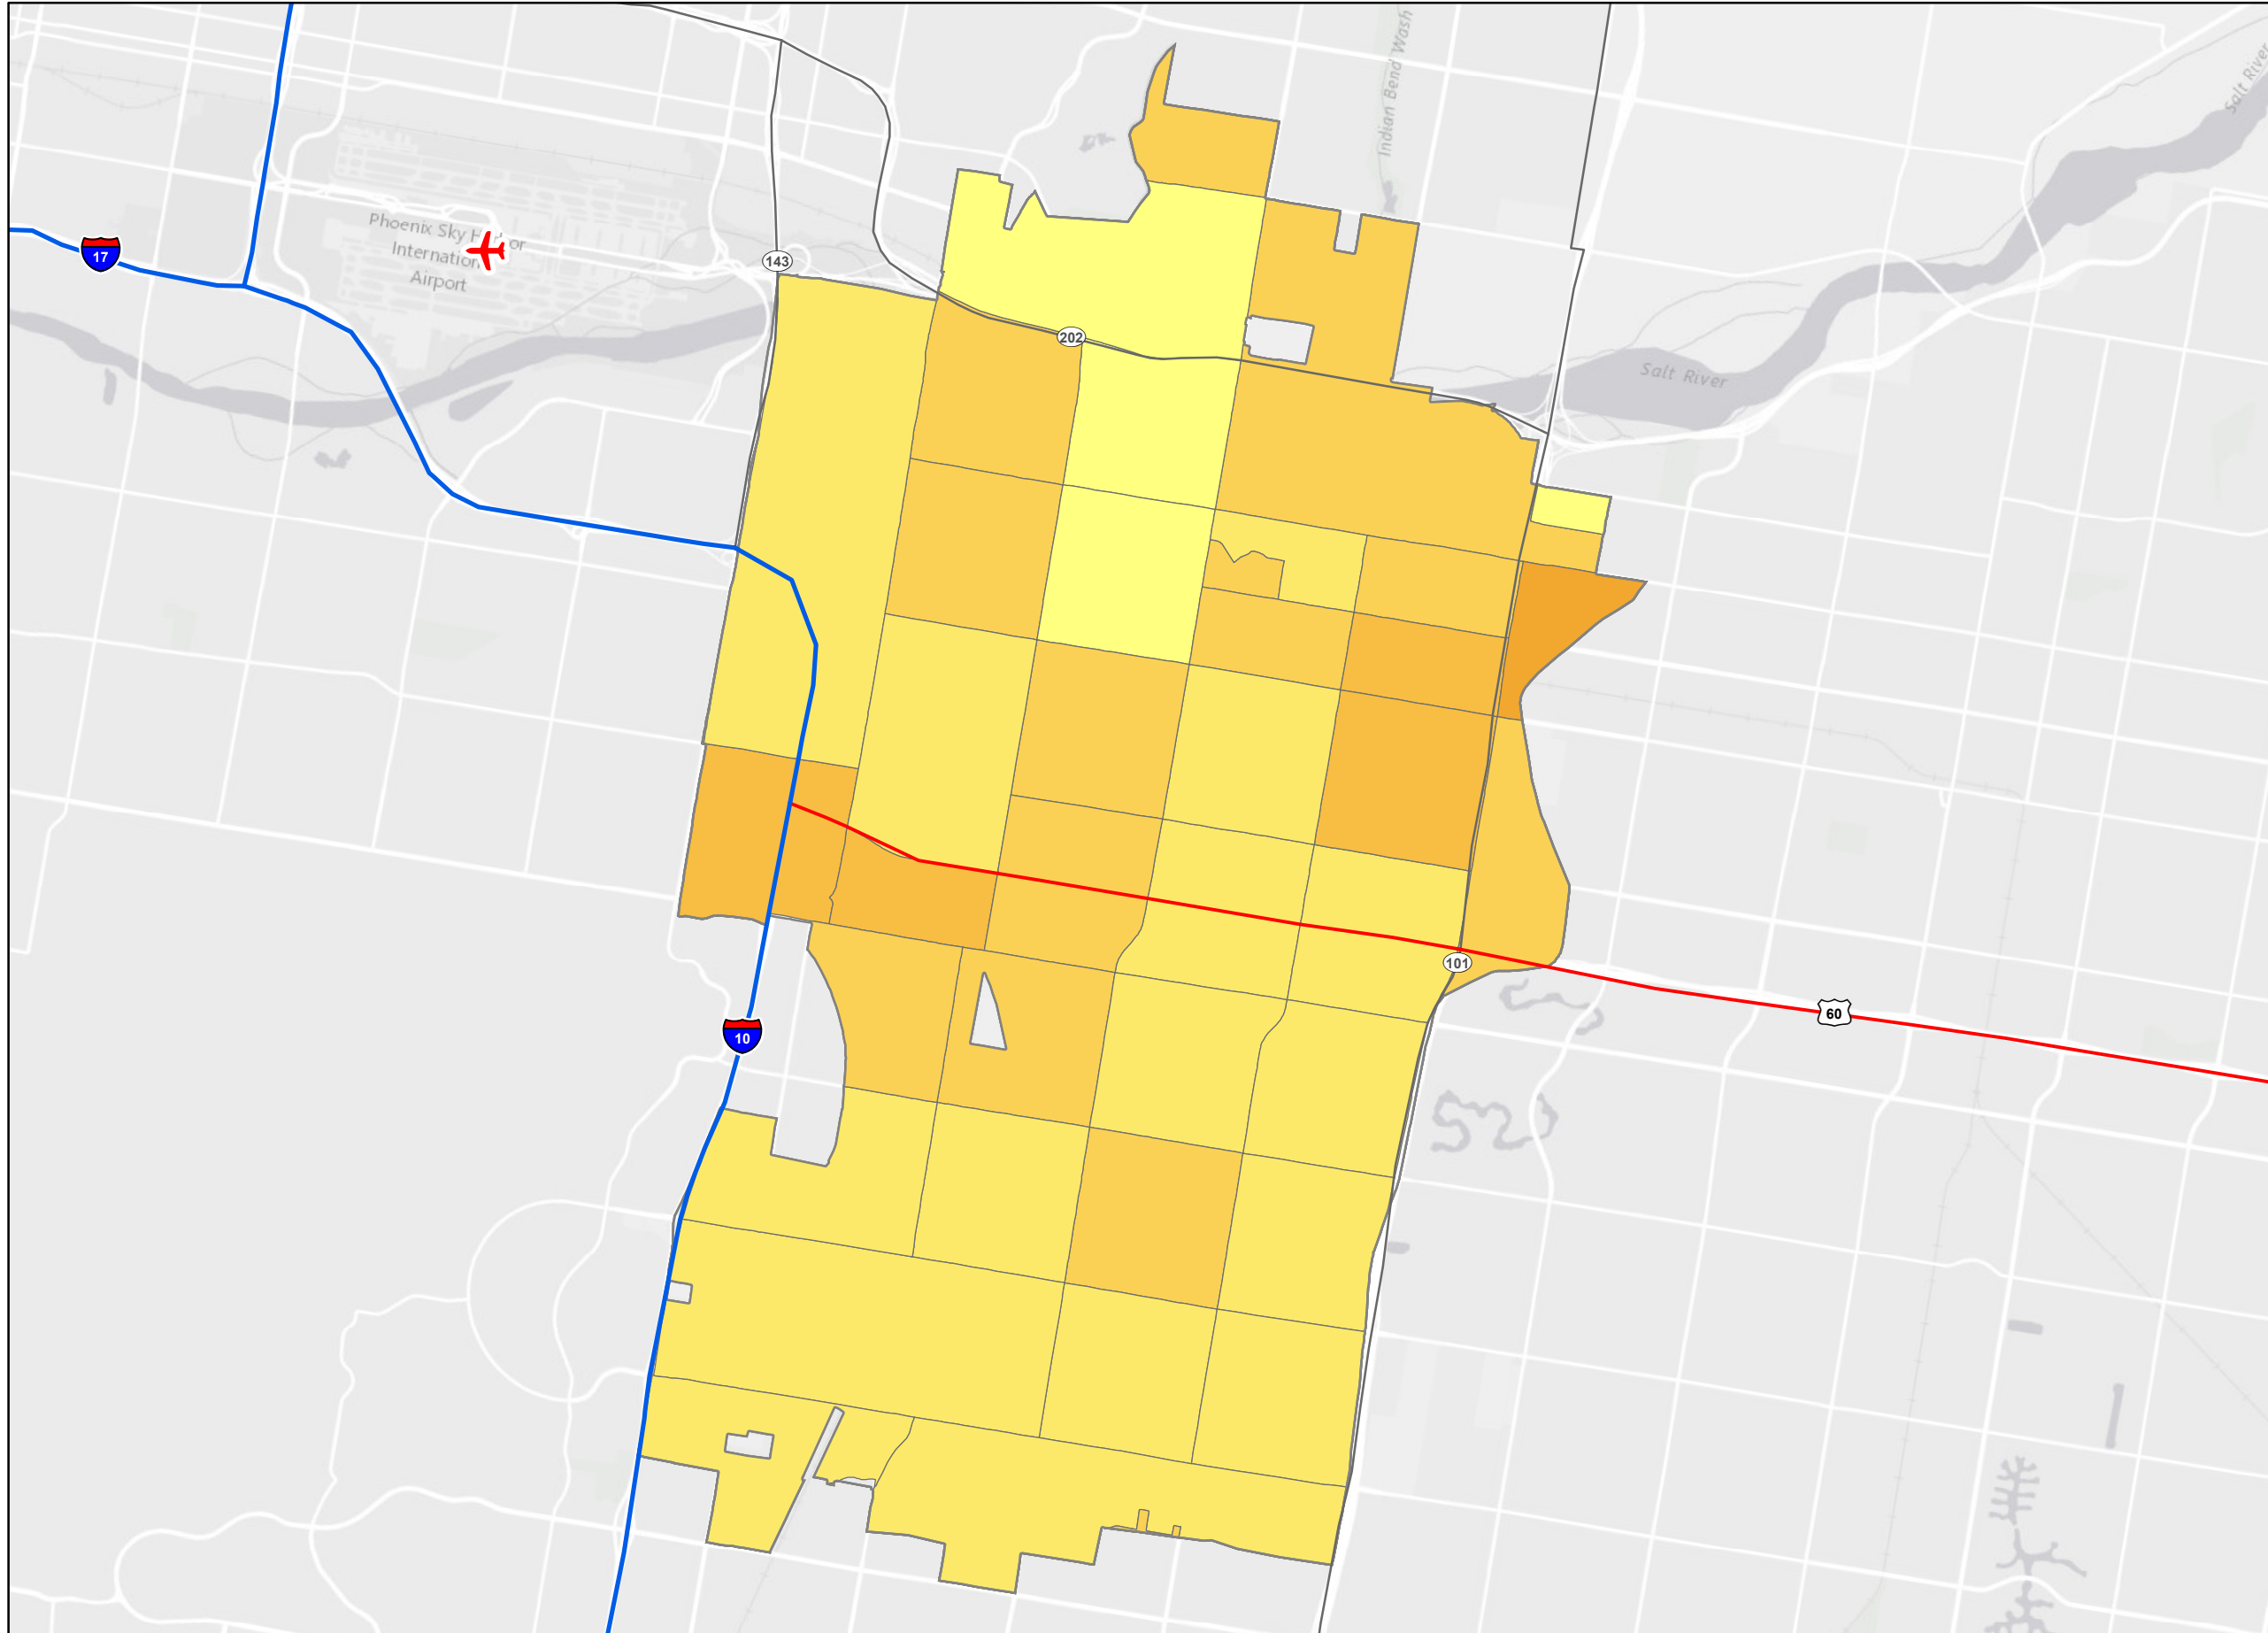 Indian Bend Wash
Salt River
Phoenix Sky Harbor
International
Airport
17
143
202
Salt River
101
60
10